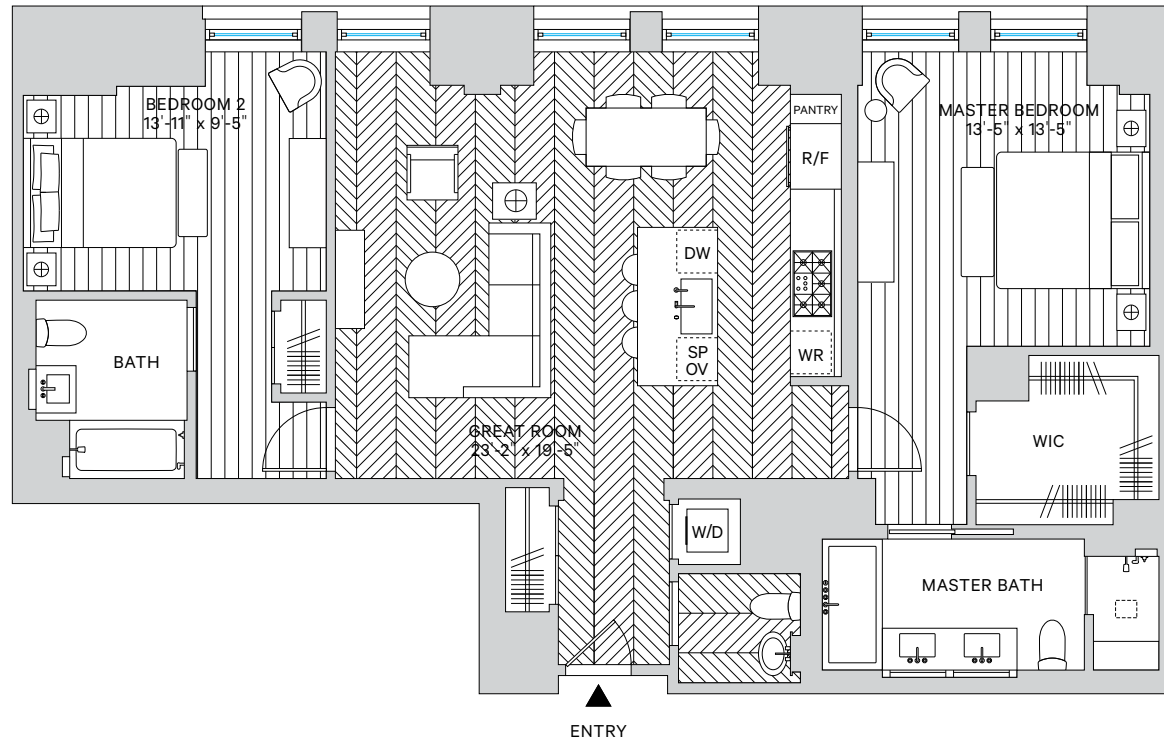 BEDROOM 2
13'-11" x 9'-5"
MASTER BEDROOM
13'-5" x 13'-5"
PANTRY
R/F
DW
SP
OV
WR
BATH
GREAT ROOM
23'-2" x 19'-5"
WIC
W/D
MASTER BATH
ENTRY